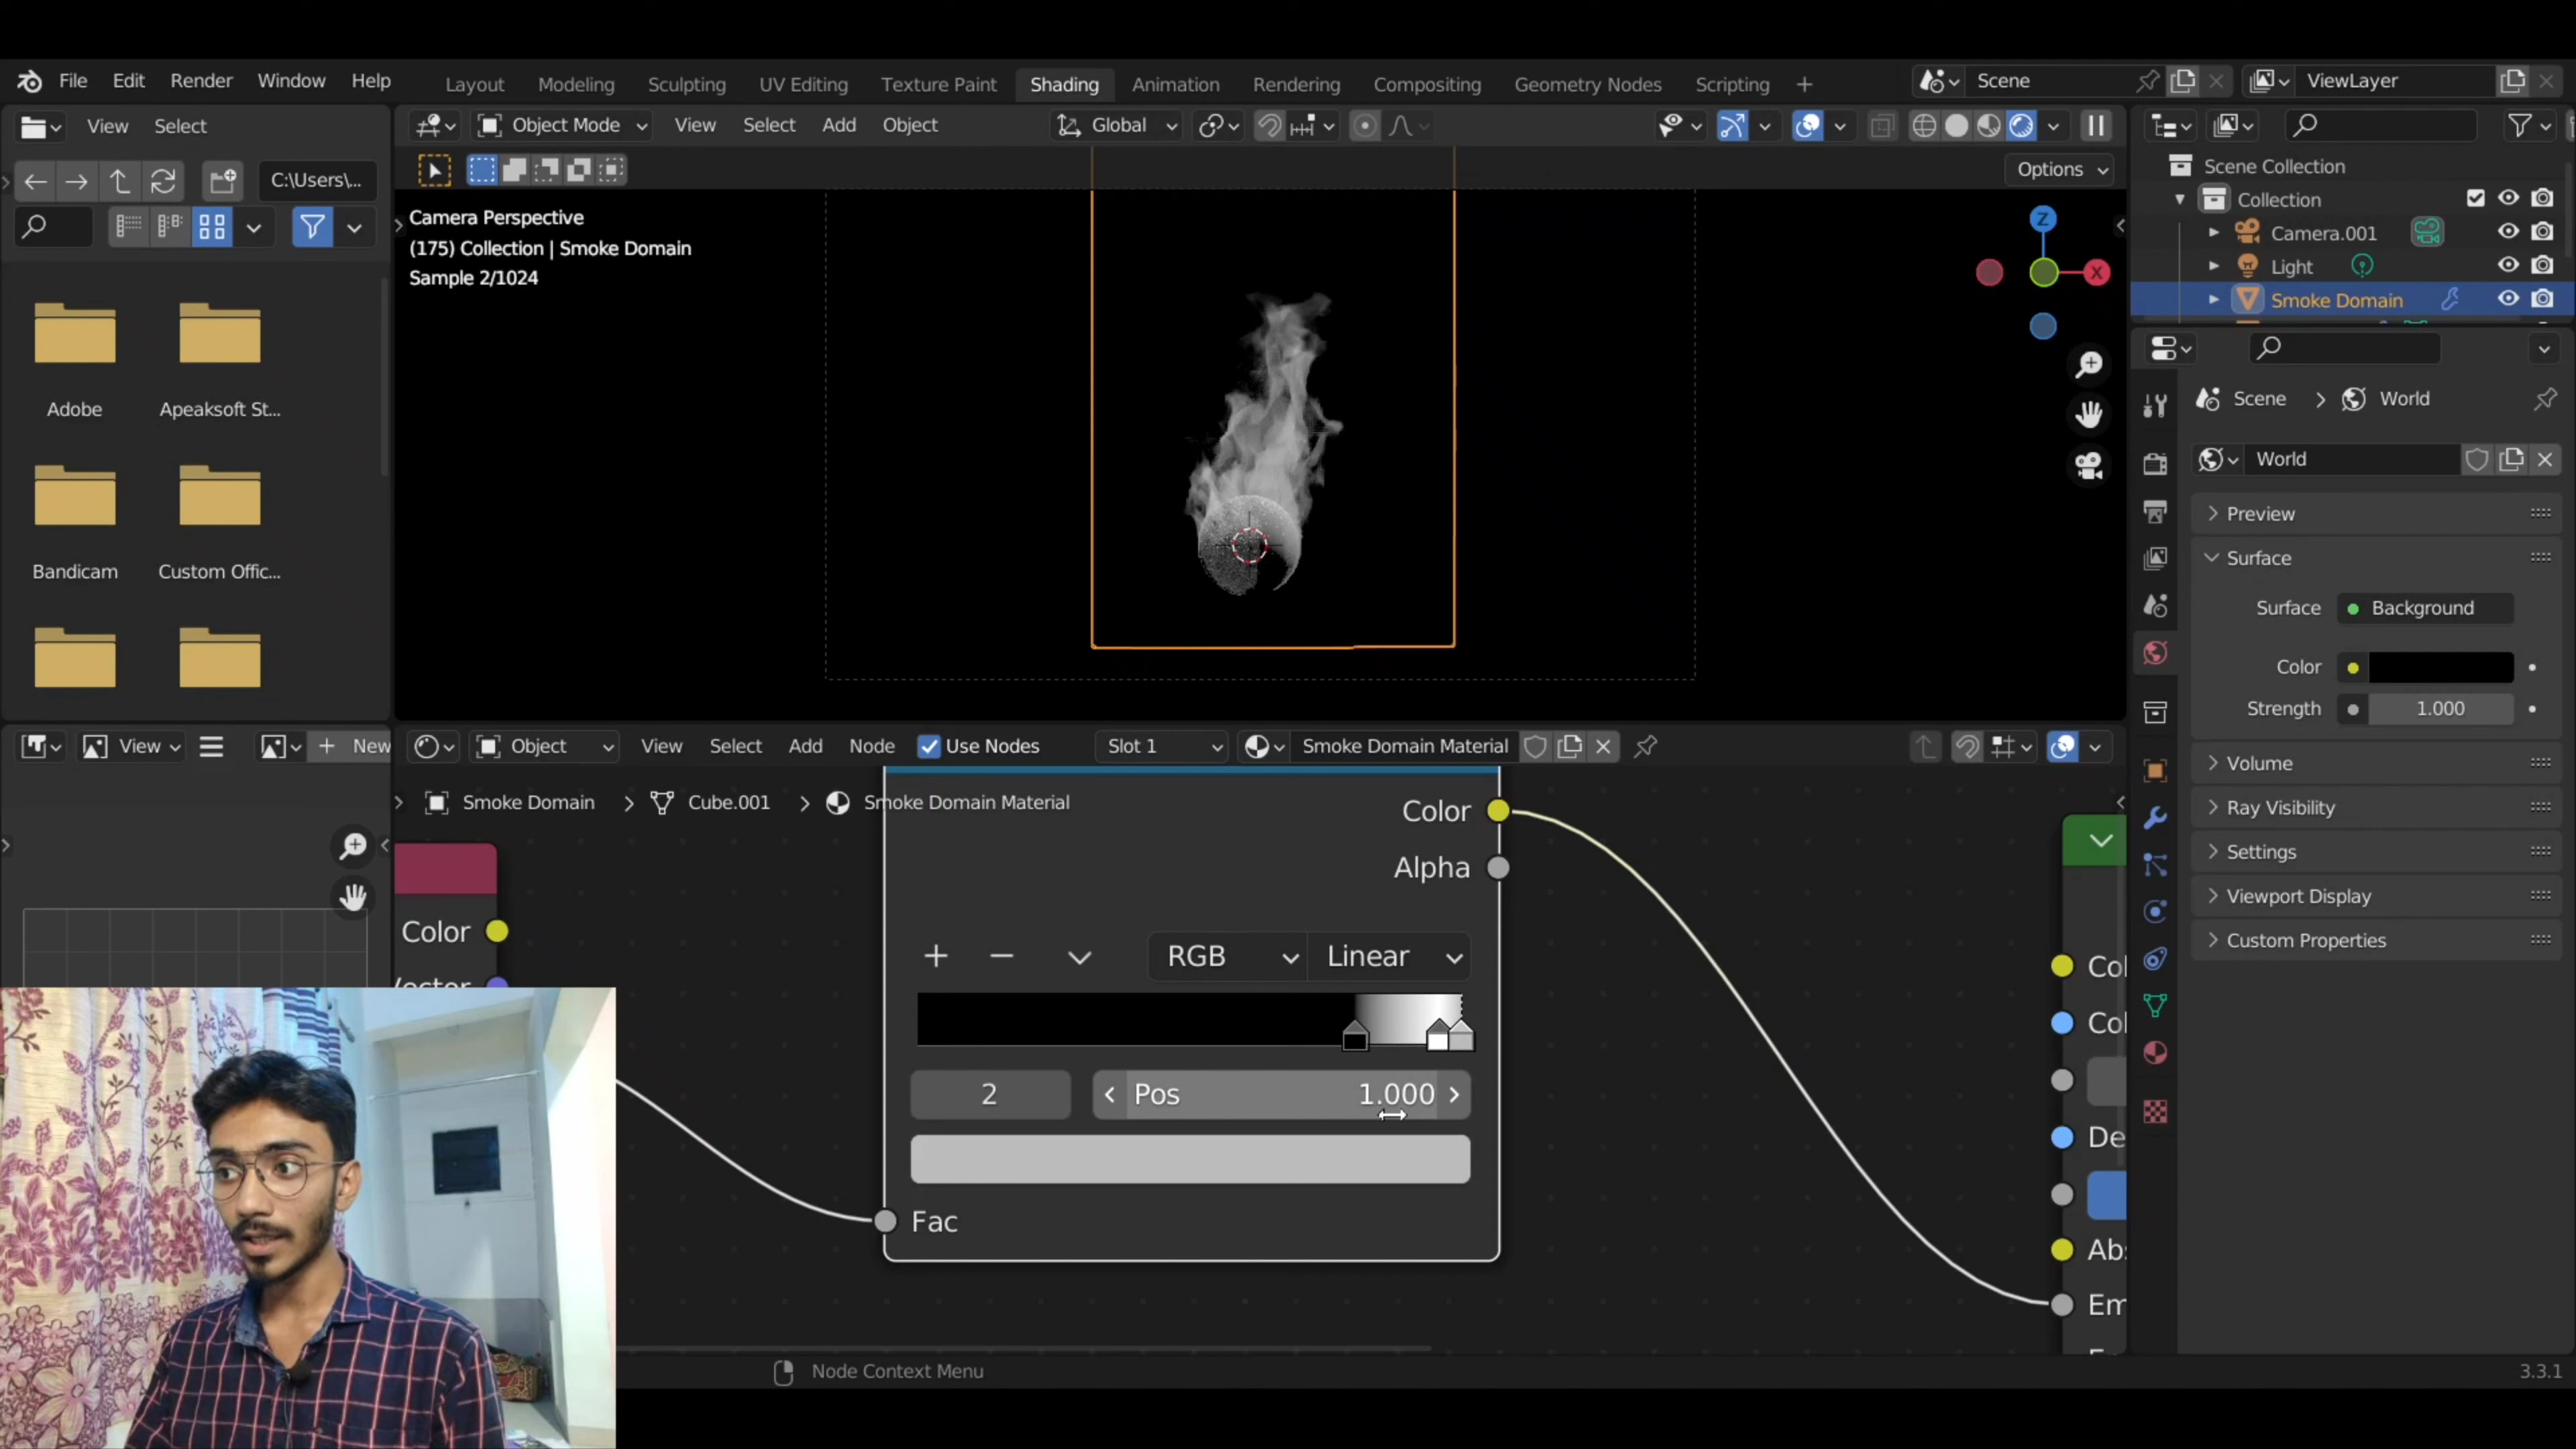 File Edit Render Window Help
Layout Modeling Sculpting UV Editing Texture Paint Shading Animation Rendering Compositing Geometry Nodes Scripting +
Scene
ViewLayer
View Select
Object Mode View Select Add Object
Global
C:\Users\...
Options
Camera Perspective
(175) Collection | Smoke Domain
Sample 2/1024
Z
X
Adobe
Apeaksoft St...
Bandicam
Custom Offic...
Scene Collection
Collection
Camera.001
Light
Smoke Domain
Scene > World
World
Preview
Surface
Surface Background
Color
Strength 1.000
Volume
Ray Visibility
Settings
Viewport Display
Custom Properties
View
+ New
Object View Select Add Node Use Nodes Slot 1 Smoke Domain Material
Smoke Domain > Cube.001 > Smoke Domain Material
Color
Alpha
Color
RGB Linear
2 Pos 1.000
Fac
Col
Col
De
Abs
Em
Node Context Menu
3.3.1